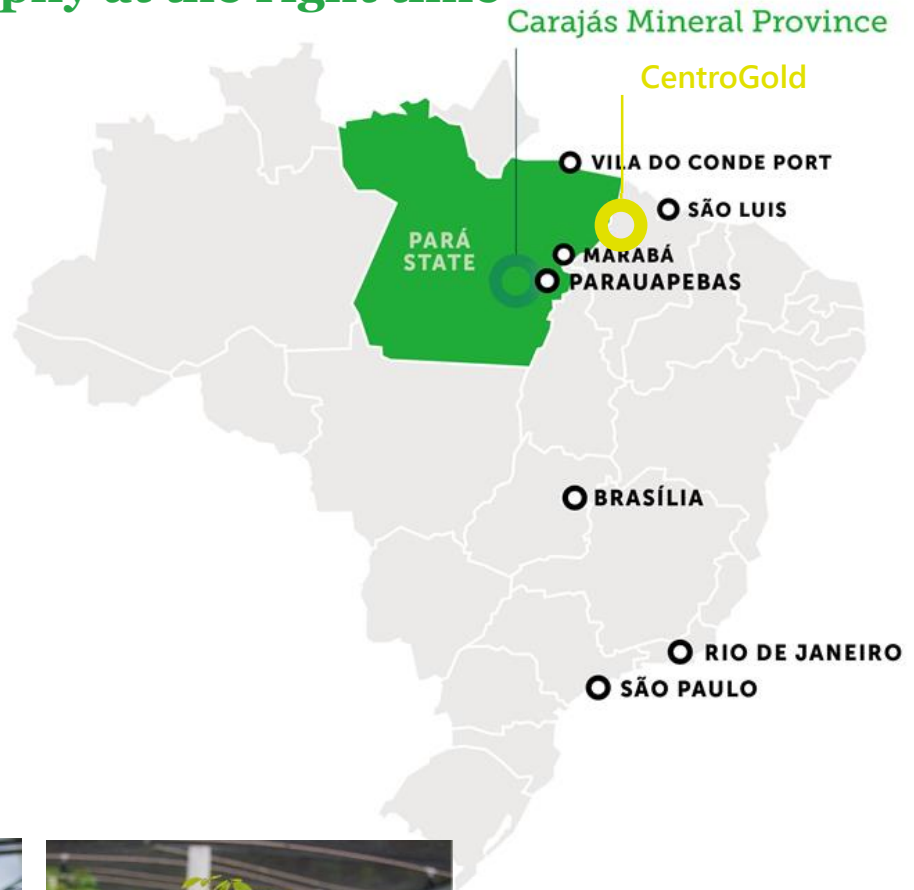 Carajás Mineral Province
CentroGold
VILA DO CONDE PORT
SÃO LUIS
PARÁ
STATE
MARABÁ
PARAUAPEBAS
BRASÍLIA
RIO DE JANEIRO
SÃO PAULO